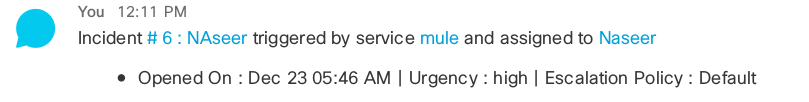 You 12:11 PM
Incident # 6 : NAseer triggered by service mule and assigned to Naseer
• Opened On : Dec 23 05:46 AM | Urgency : high | Escalation Policy : Default